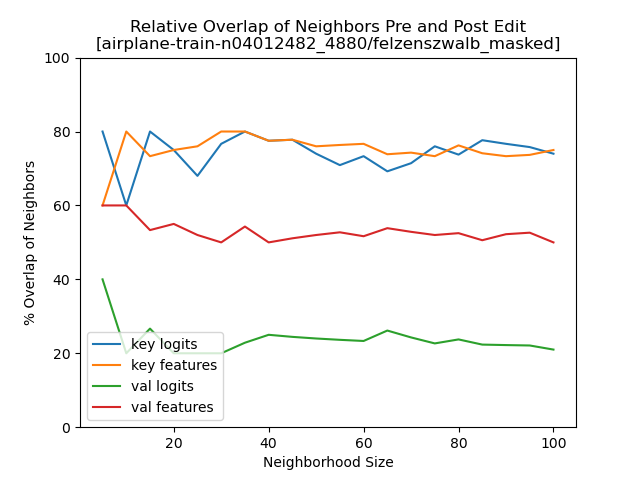 Relative Overlap of Neighbors Pre and Post Edit
[airplane-train-n04012482_4880/felzenszwalb_masked]
100
80
60
40
20
0
% Overlap of Neighbors
key logits
key features
val logits
val features
20 40 60 80 100
Neighborhood Size